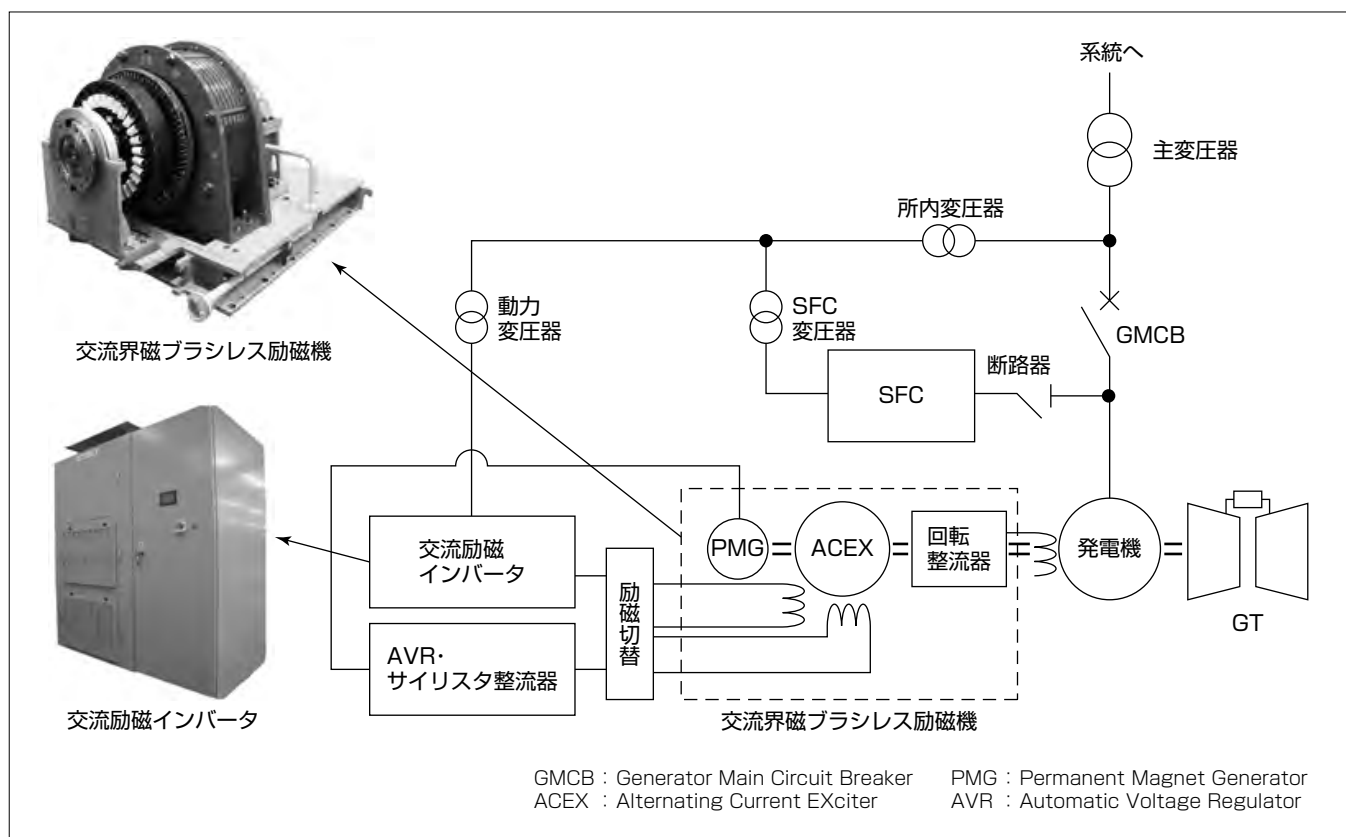 系統へ
主変圧器
所内変圧器
動力
変圧器
SFC
変圧器
GMCB
断路器
SFC
交流界磁ブラシレス励磁機
交流励磁
インバータ
AVR・
サイリスタ整流器
励磁切替
PMG
ACEX
回転
整流器
発電機
GT
交流励磁インバータ
交流界磁ブラシレス励磁機
GMCB : Generator Main Circuit Breaker
PMG : Permanent Magnet Generator
ACEX : Alternating Current EXciter
AVR : Automatic Voltage Regulator